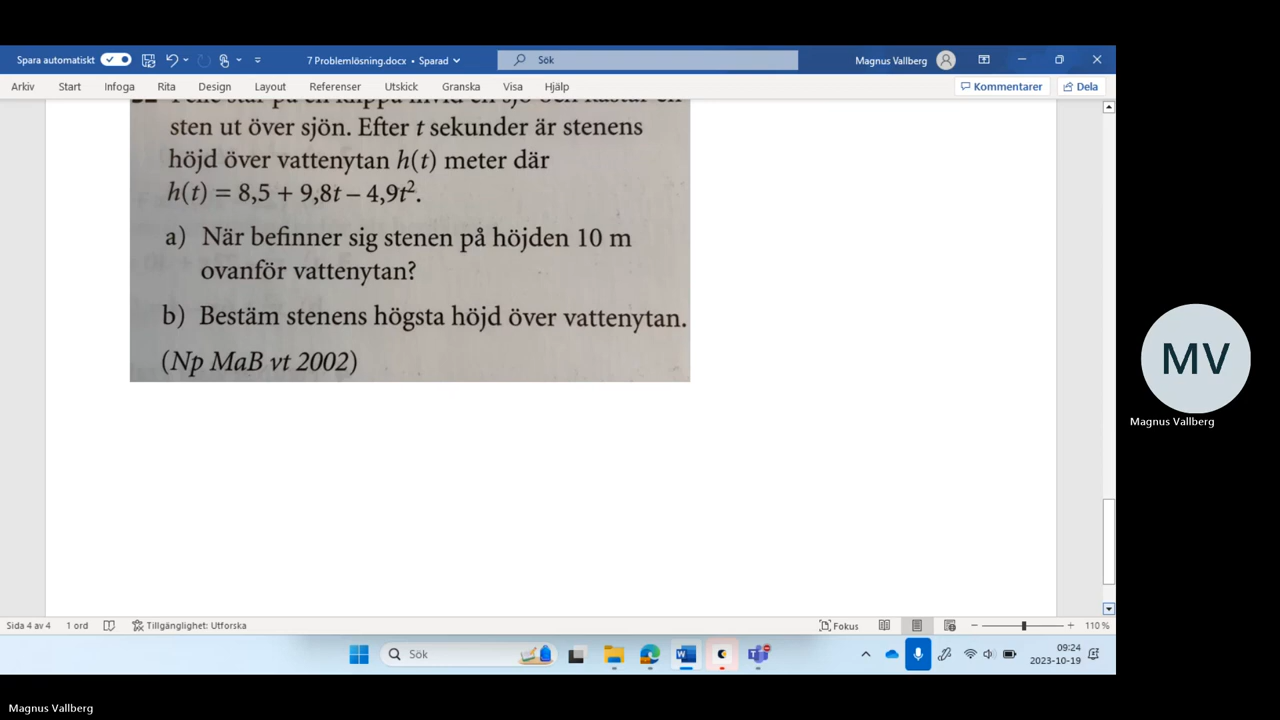 Spara automatiskt
7 Problemlösning.docx • Sparad
Sök
Magnus Vallberg
Arkiv Start Infoga Rita Design Layout Referenser Utskick Granska Visa Hjälp
Kommentarer Dela
sten ut över sjön. Efter t sekunder är stenens
höjd över vattenytan h(t) meter där
h(t) = 8,5 + 9,8t – 4,9t².
a) När befinner sig stenen på höjden 10 m
ovanför vattenytan?
b) Bestäm stenens högsta höjd över vattenytan.
(Np MaB vt 2002)
MV
Magnus Vallberg
Sida 4 av 4 1 ord Tillgänglighet: Utforska Fokus 110 %
Sök
09:24
2023-10-19
Magnus Vallberg